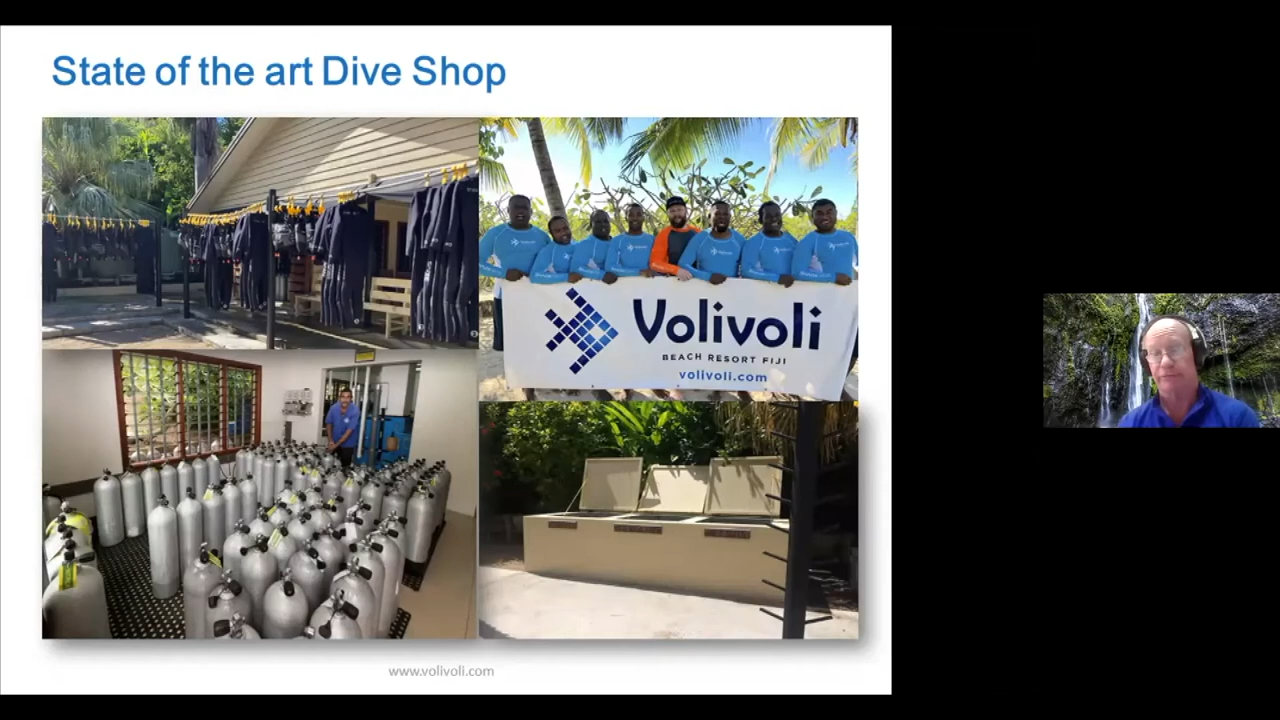 State of the art Dive Shop
Volivoli
BEACH RESORT FIJI
volivoli.com
www.volivoli.com